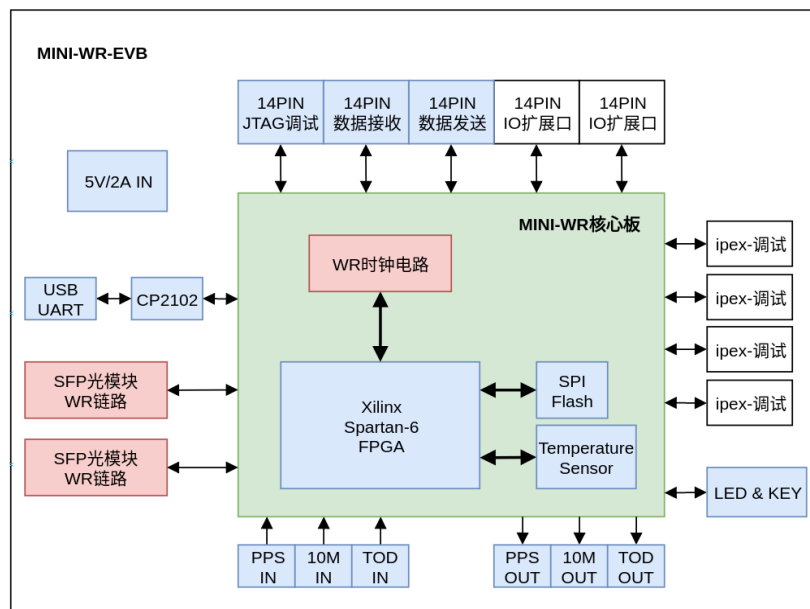 MINI-WR-EVB
14PIN
JTAG调试
14PIN
数据接收
14PIN
数据发送
14PIN
IO扩展口
14PIN
IO扩展口
5V/2A IN
MINI-WR核心板
WR时钟电路
ipex-调试
ipex-调试
ipex-调试
ipex-调试
USB
UART
CP2102
SFP光模块
WR链路
SFP光模块
WR链路
Xilinx
Spartan-6
FPGA
SPI
Flash
Temperature
Sensor
LED & KEY
PPS
IN
10M
IN
TOD
IN
PPS
OUT
10M
OUT
TOD
OUT